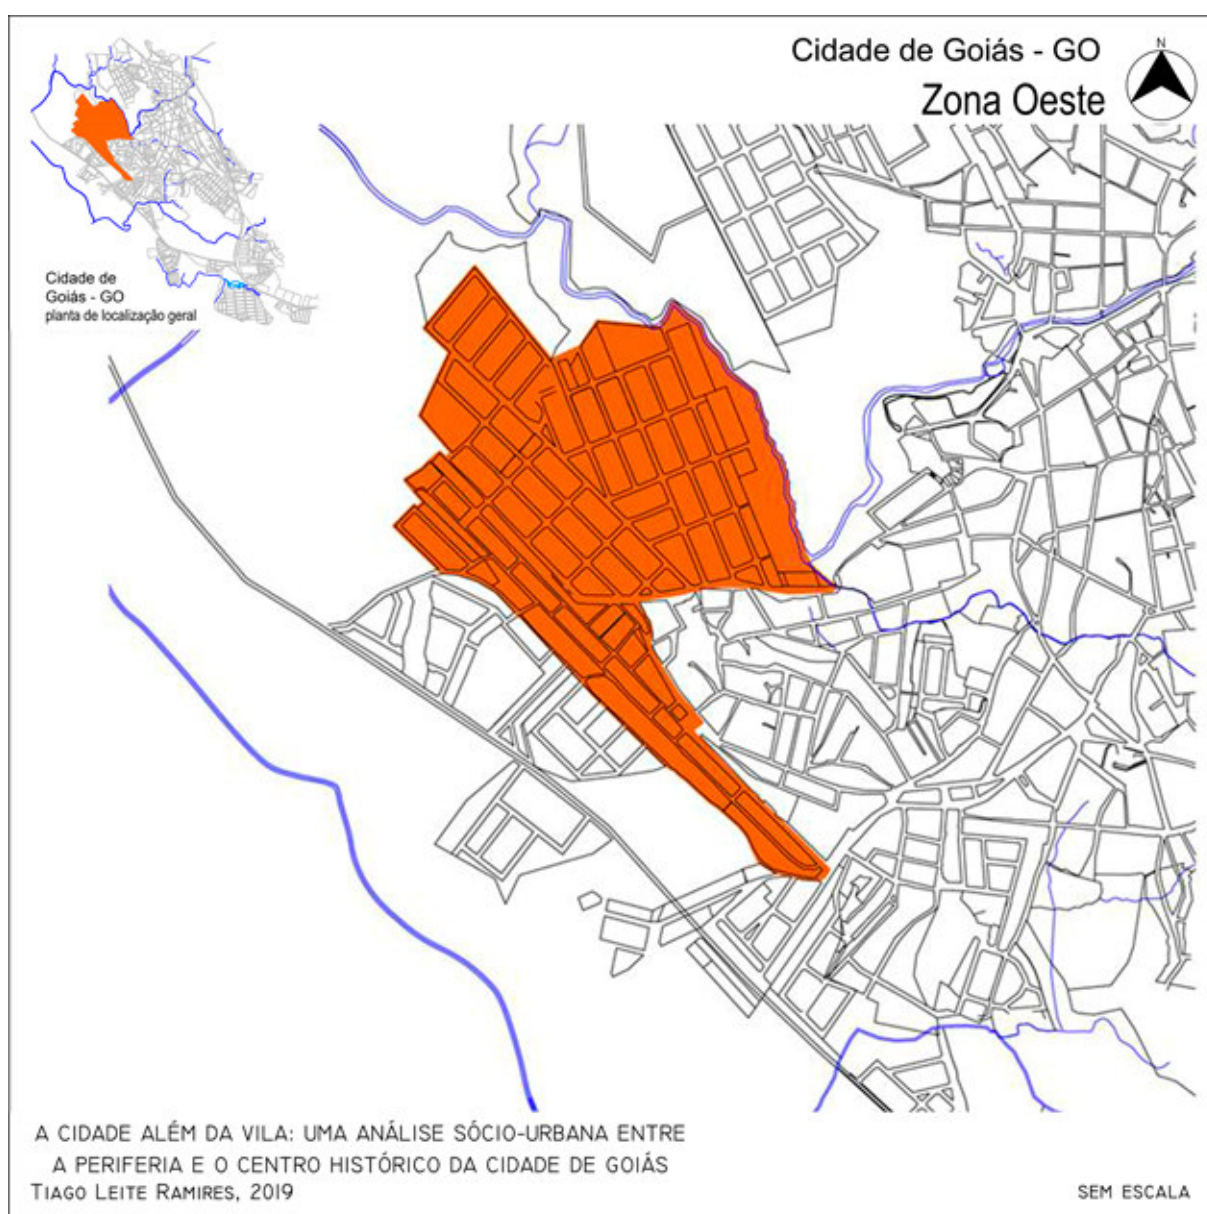 Cidade de Goiás - GO
Zona Oeste
N
Cidade de
Goiás - GO
planta de localização geral
A CIDADE ALÉM DA VILA: UMA ANÁLISE SÓCIO-URBANA ENTRE
A PERIFERIA E O CENTRO HISTÓRICO DA CIDADE DE GOIÁS
TIAGO LEITE RAMIRES, 2019
SEM ESCALA